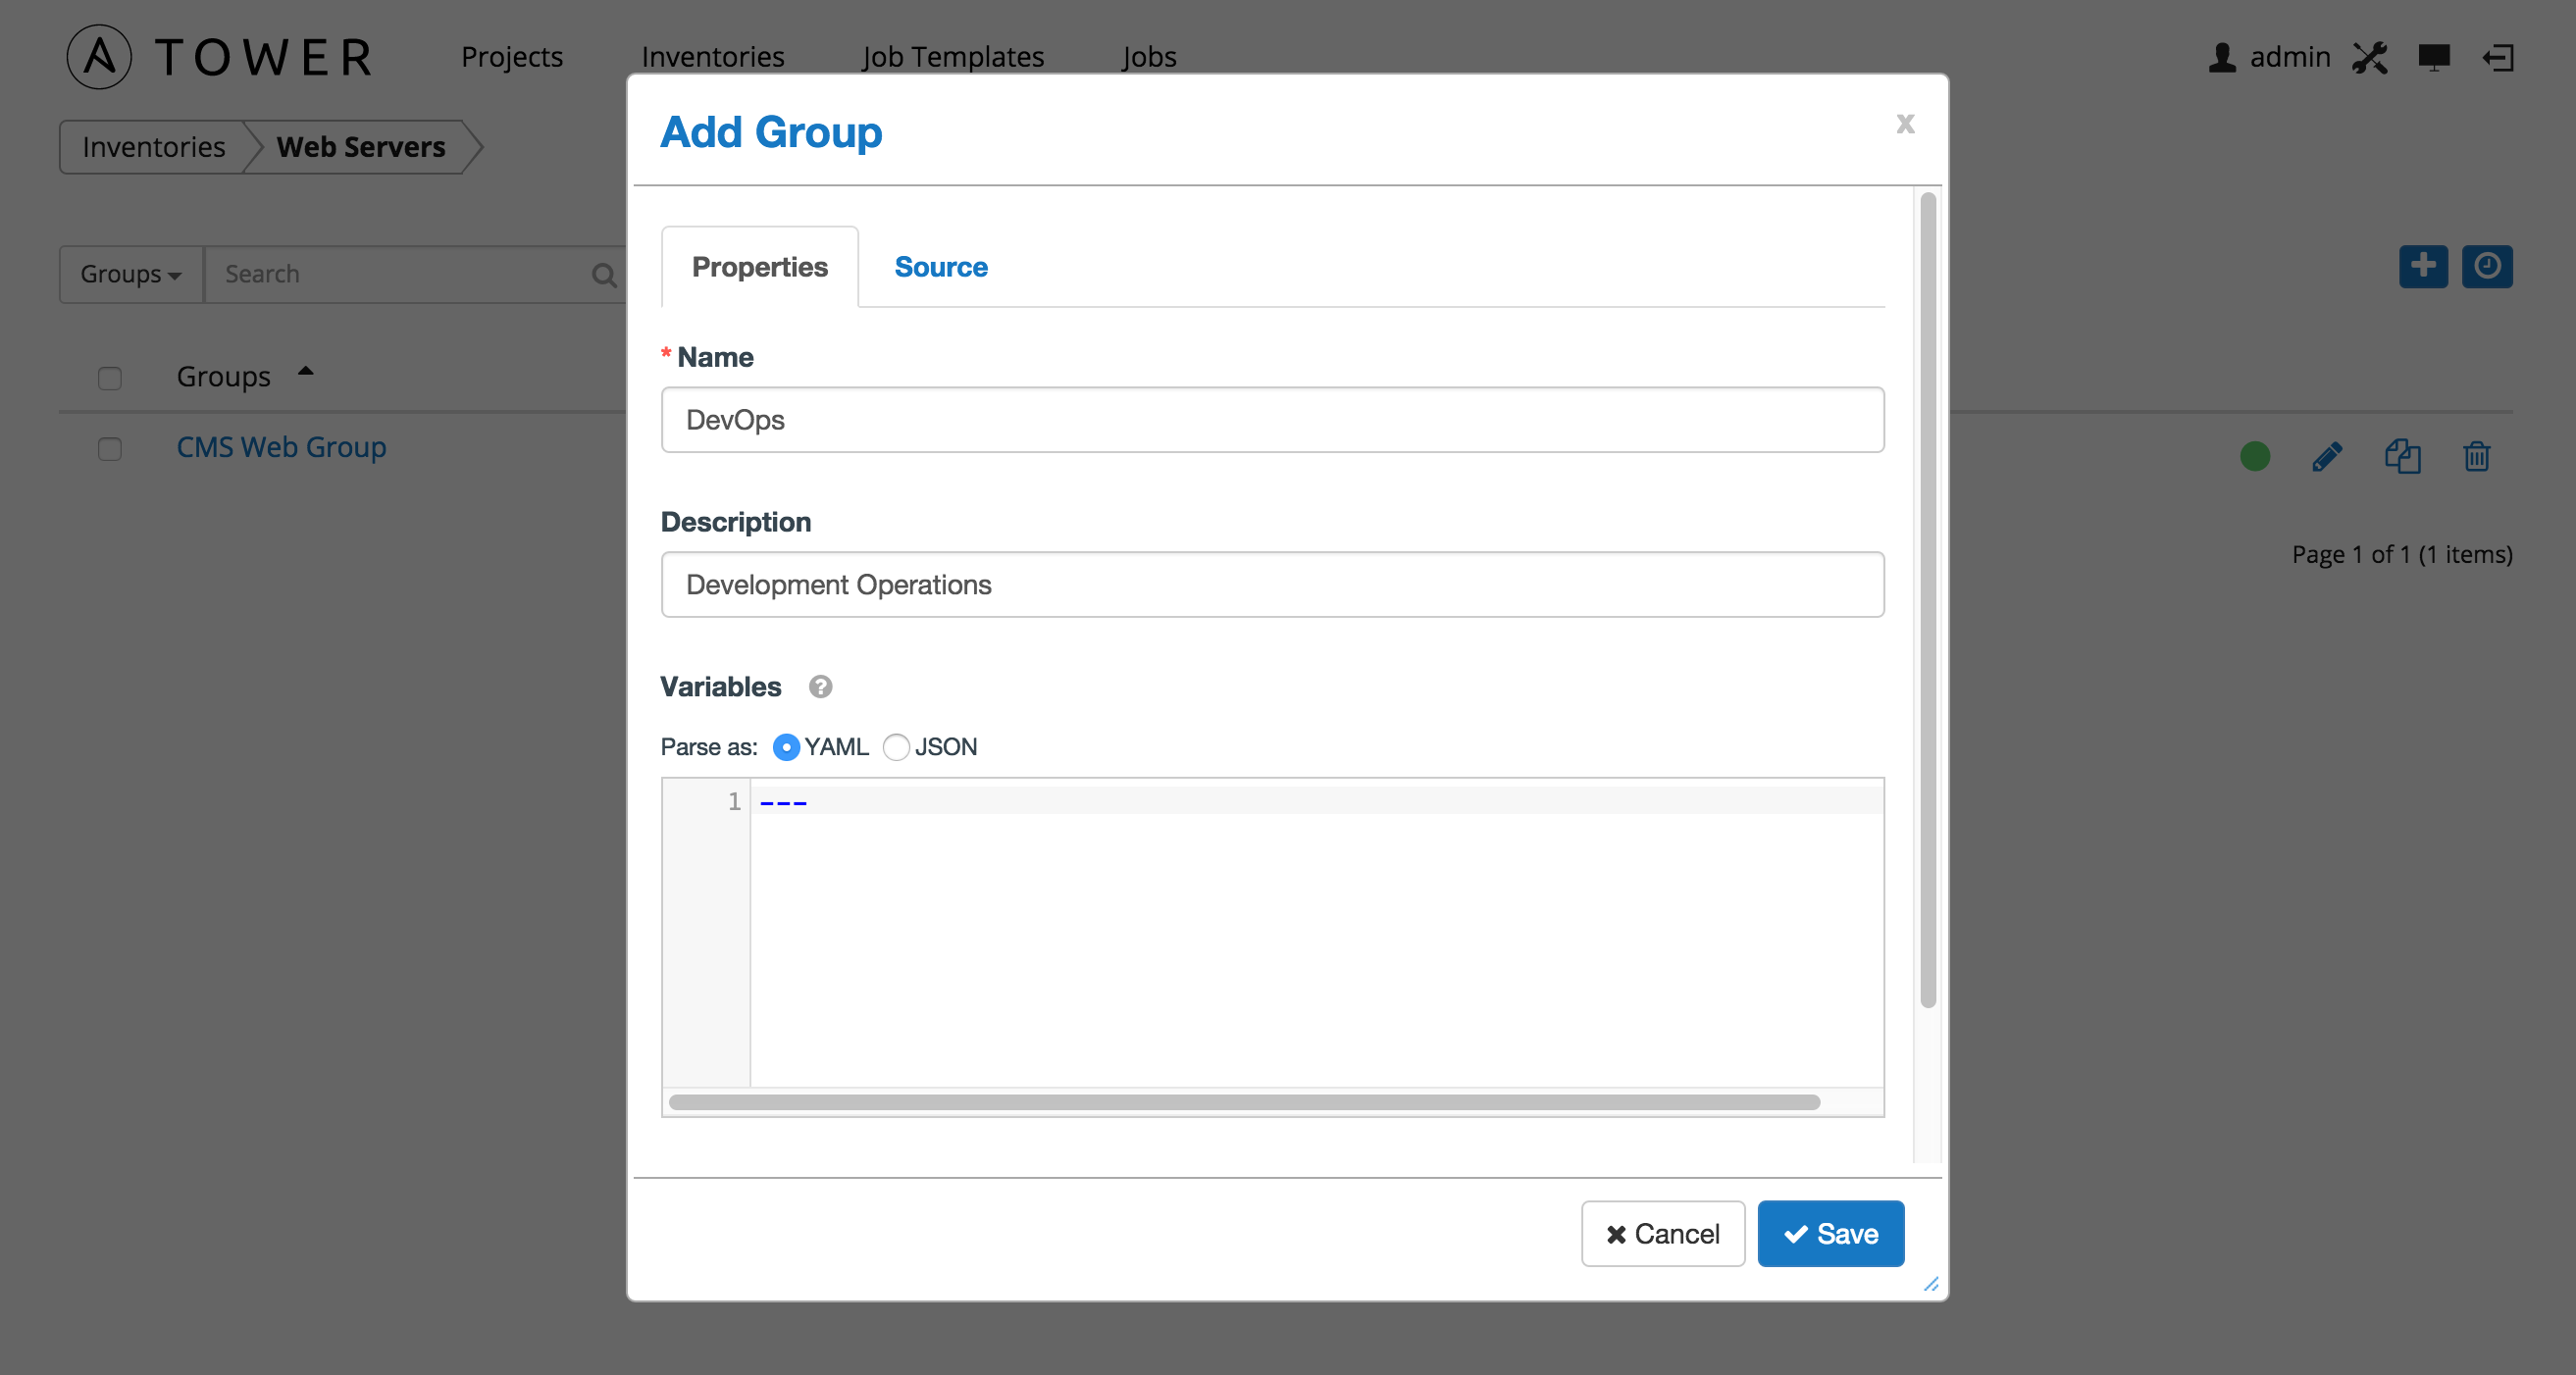 TOWER Projects Inventories Job Templates Jobs admin
Inventories Web Servers
Groups Search
Groups
CMS Web Group
Page 1 of 1 (1 items)
Add Group x
Properties Source
* Name
DevOps
Description
Development Operations
Variables ?
Parse as: YAML JSON
1 ---
Cancel Save